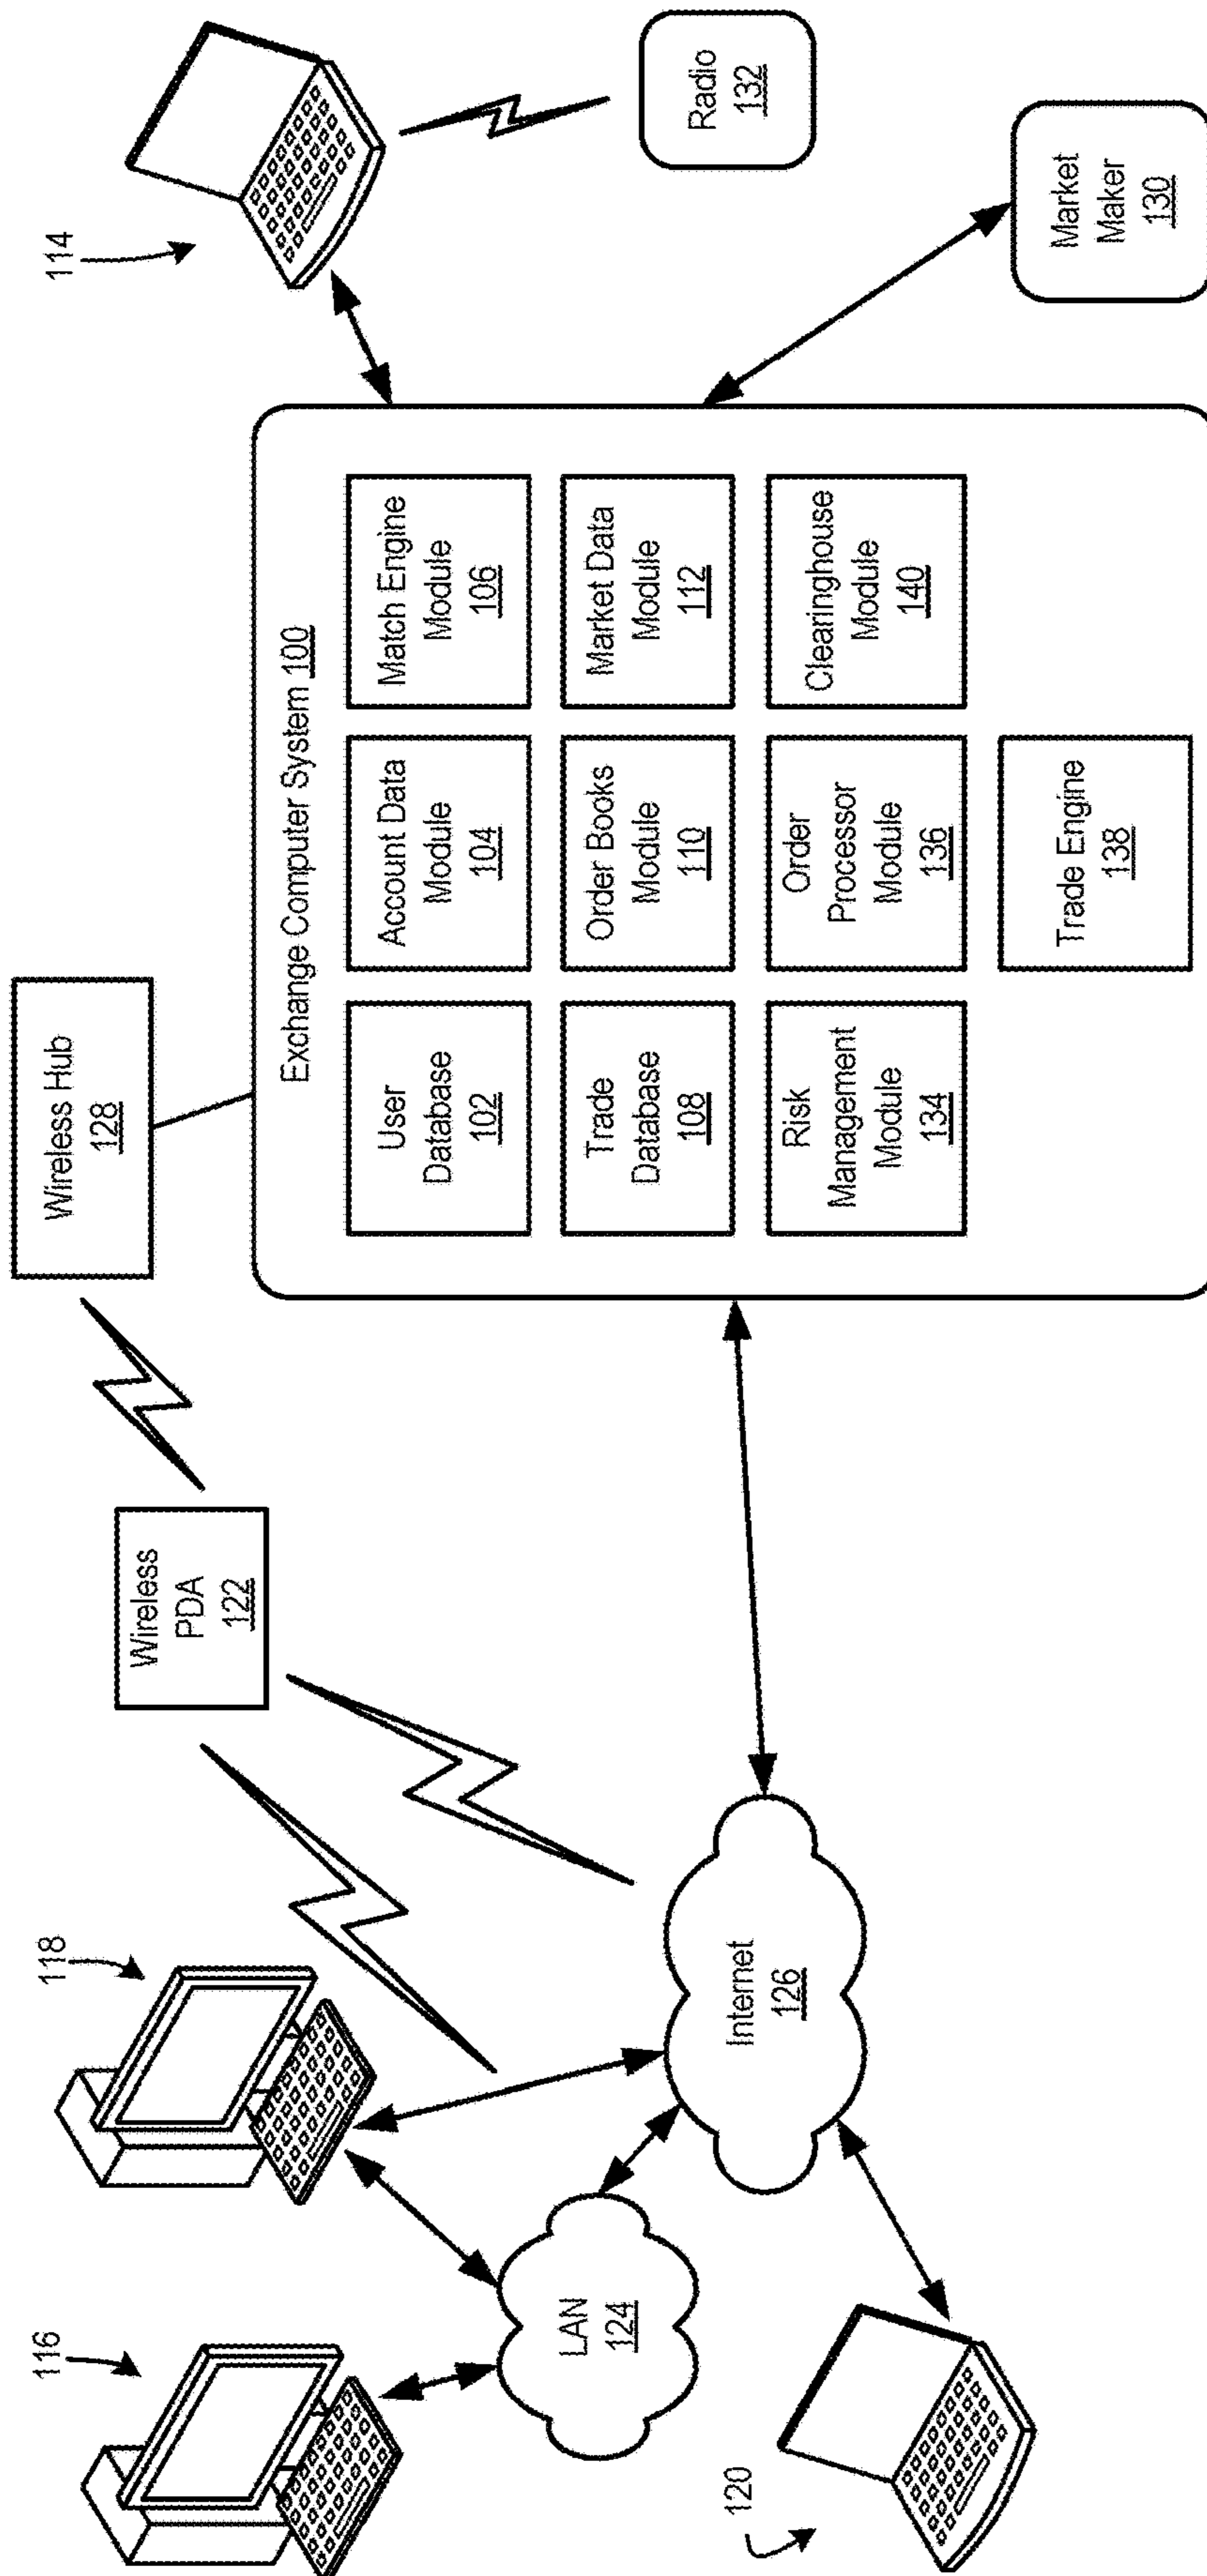 116
118
Wireless
PDA
122
Wireless Hub
128
114
LAN
124
Internet
126
120
Exchange Computer System 100
User
Database
102
Account Data
Module
104
Match Engine
Module
106
Trade
Database
108
Order Books
Module
110
Market Data
Module
112
Risk
Management
Module
134
Order
Processor
Module
136
Clearinghouse
Module
140
Trade Engine
138
Radio
132
Market
Maker
130